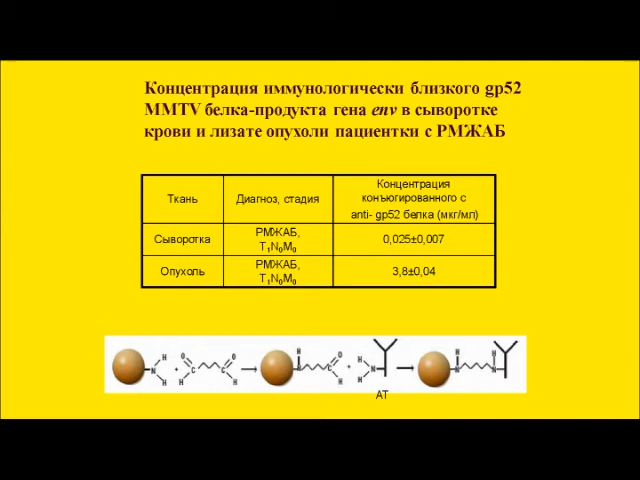 Концентрация иммунологически близкого gp52
MMTV белка-продукта гена env в сыворотке
крови и лизате опухоли пациентки с РМЖАБ
Ткань
Диагноз, стадия
Концентрация
конъюгированного с
anti- gp52 белка (мкг/мл)
Сыворотка
РМЖАБ,
T₁N₀M₀
0,025±0,007
Опухоль
РМЖАБ,
T₁N₀M₀
3,8±0,04
H
N
H
+
O
C
H
O
C
H
H
N
O
C
H
+
H
N
H
H
N
H
N
АТ